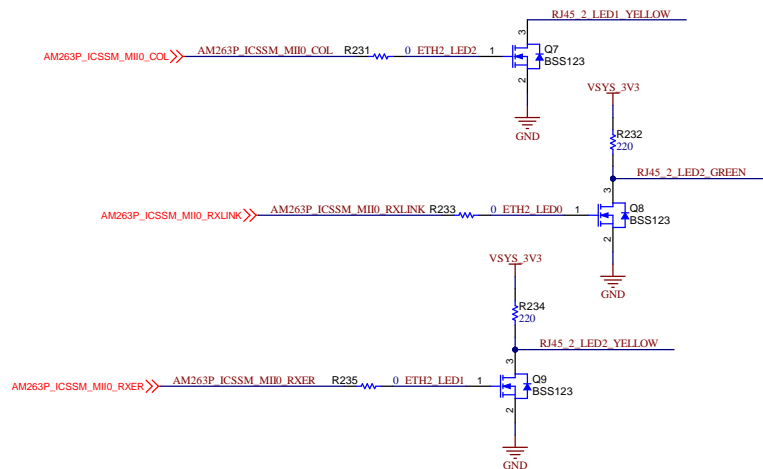 RJ45_2_LED1_YELLOW
AM263P_ICSSM_MII0_COL AM263P_ICSSM_MII0_COL R231 0 ETH2_LED2 1 3 2 Q7
BSS123
GND
VSYS_3V3
R232
220
RJ45_2_LED2_GREEN
AM263P_ICSSM_MII0_RXLINK AM263P_ICSSM_MII0_RXLINK R233 0 ETH2_LED0 1 3 2 Q8
BSS123
GND
VSYS_3V3
R234
220
RJ45_2_LED2_YELLOW
AM263P_ICSSM_MII0_RXER AM263P_ICSSM_MII0_RXER R235 0 ETH2_LED1 1 3 2 Q9
BSS123
GND